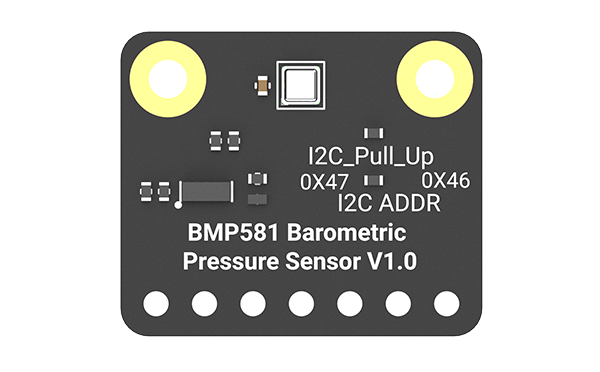 I2C_Pull_Up
0X47 0X46
I2C ADDR
BMP581 Barometric
Pressure Sensor V1.0